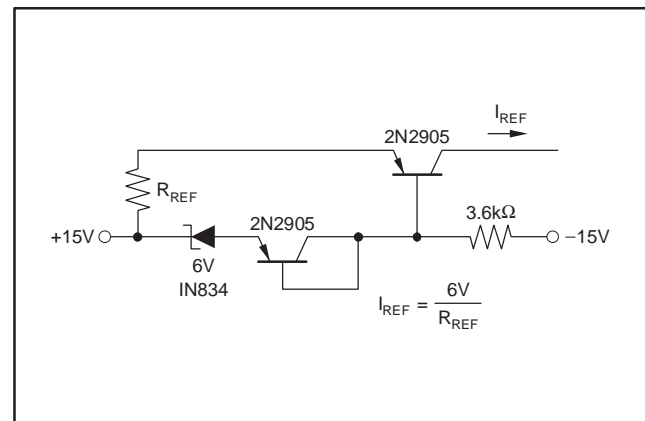 I_REF
2N2905
R_REF
2N2905
3.6kΩ
+15V
–15V
6V
IN834
I_REF = 6V / R_REF